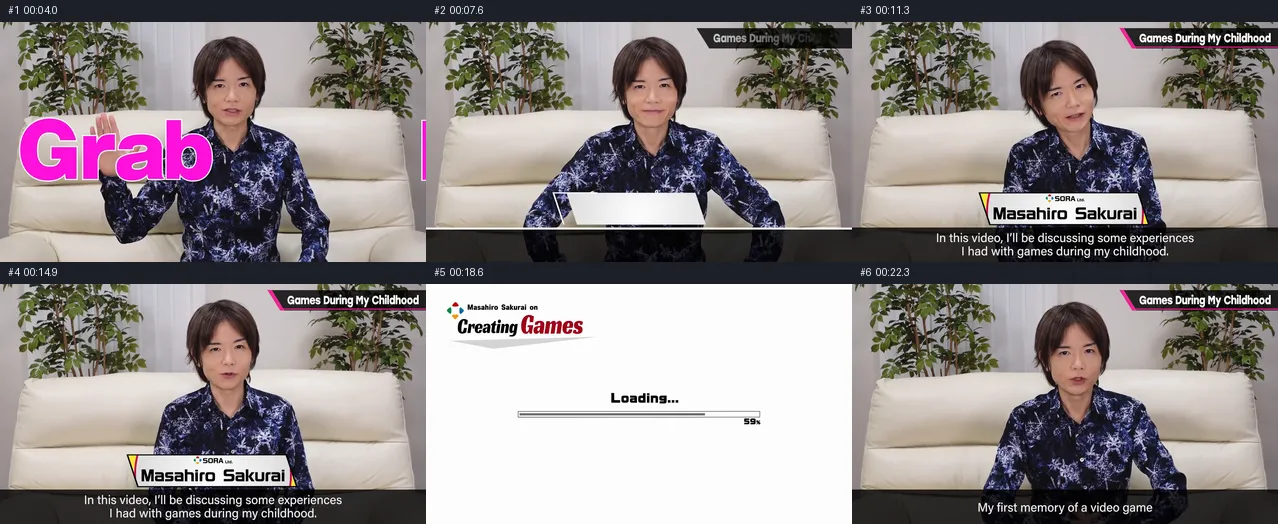 #1 00:04.0
#2 00:07.6
#3 00:11.3
Grab
Games During My Chil
Games During My Childhood
SORA Ltd.
Masahiro Sakurai
In this video, I'll be discussing some experiences
I had with games during my childhood.
#4 00:14.9
#5 00:18.6
#6 00:22.3
Games During My Childhood
SORA Ltd.
Masahiro Sakurai
In this video, I'll be discussing some experiences
I had with games during my childhood.
Masahiro Sakurai on
Creating Games
Loading...
59%
Games During My Childhood
My first memory of a video game